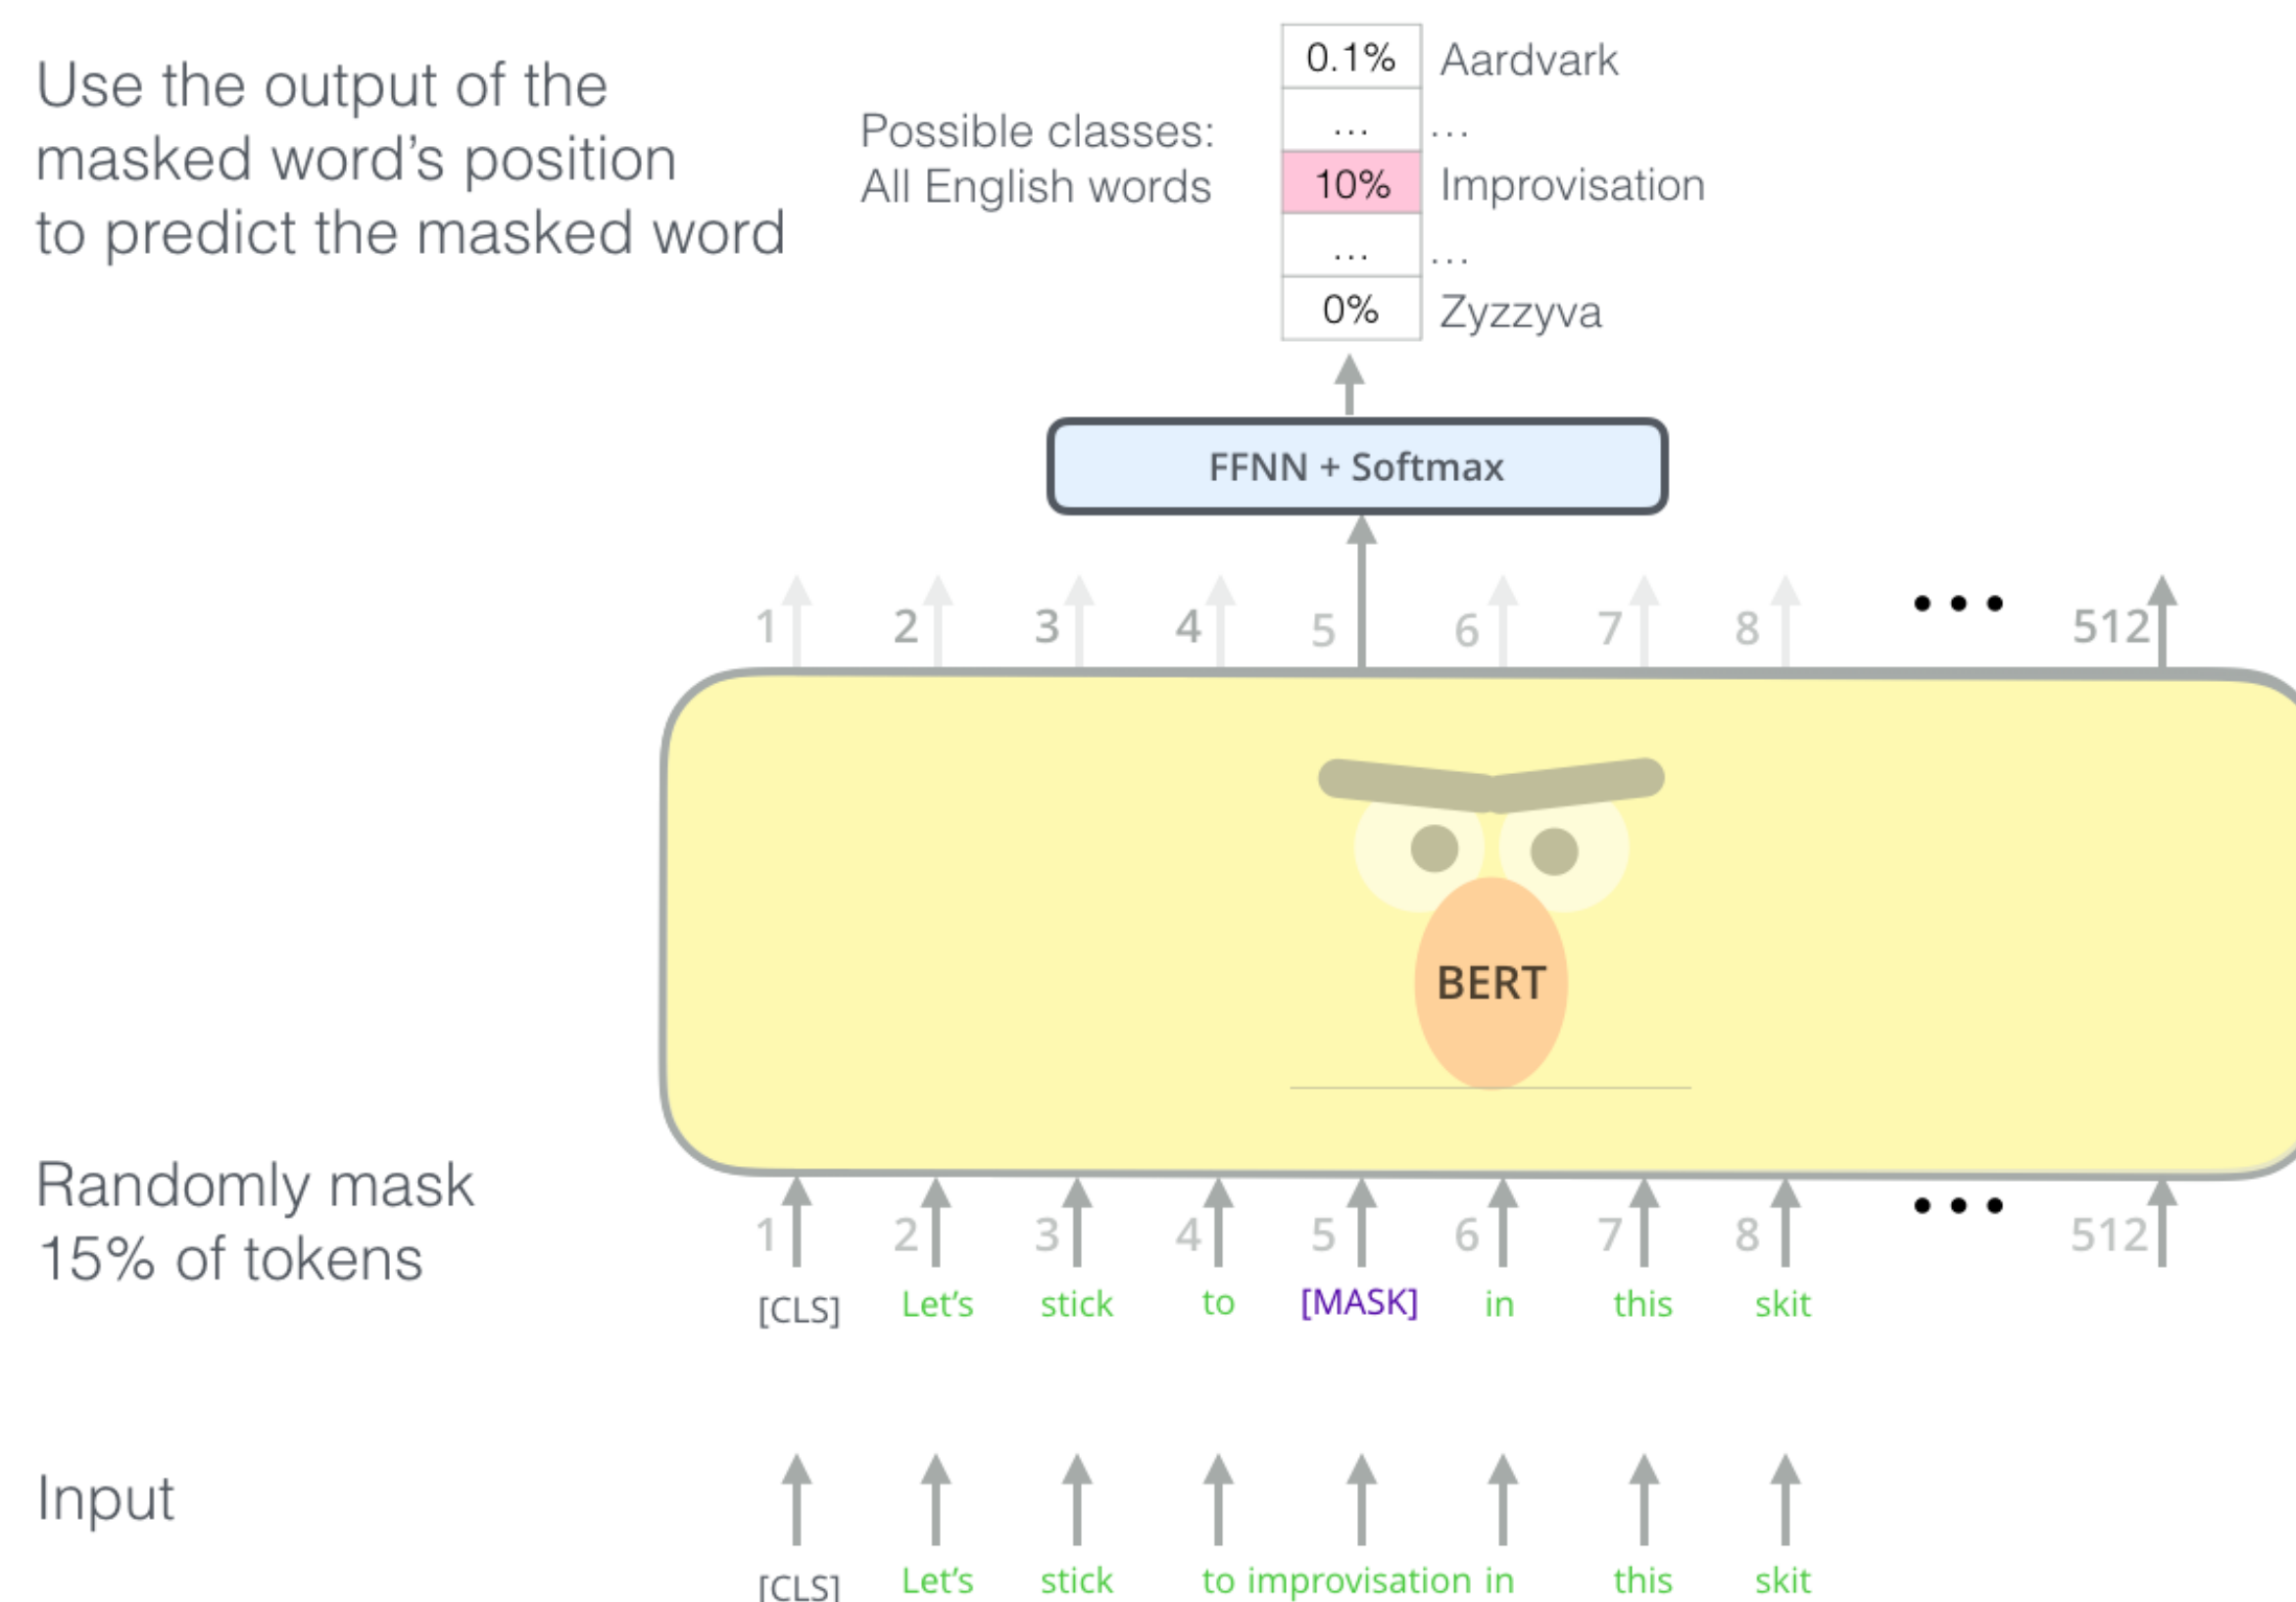 Use the output of the
masked word's position
to predict the masked word
Possible classes:
All English words
0.1% Aardvark
... ...
10% Improvisation
... ...
0% Zyzzyva
FFNN + Softmax
1 2 3 4 5 6 7 8 ••• 512
BERT
Randomly mask
15% of tokens
1 2 3 4 5 6 7 8 ••• 512
[CLS] Let's stick to [MASK] in this skit
Input
[CLS] Let's stick to improvisation in this skit